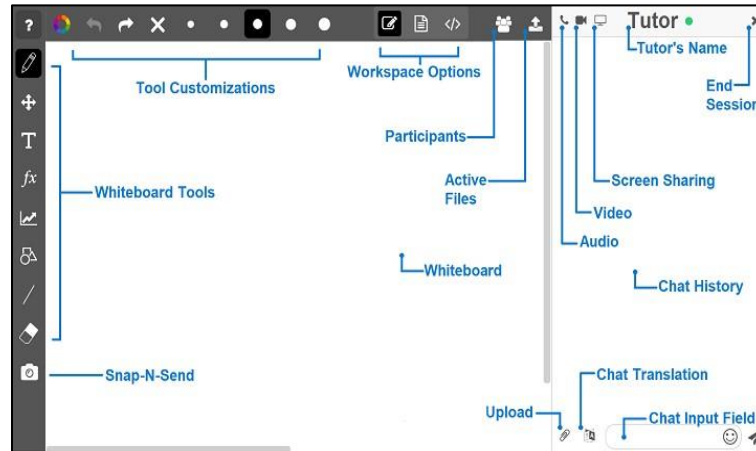 ?
</>
Tutor
Tutor's Name
Tool Customizations
Workspace Options
End
Session
Participants
T
fx
Whiteboard Tools
Active
Files
Screen Sharing
Video
Audio
Whiteboard
Chat History
Snap-N-Send
Chat Translation
Upload
Chat Input Field